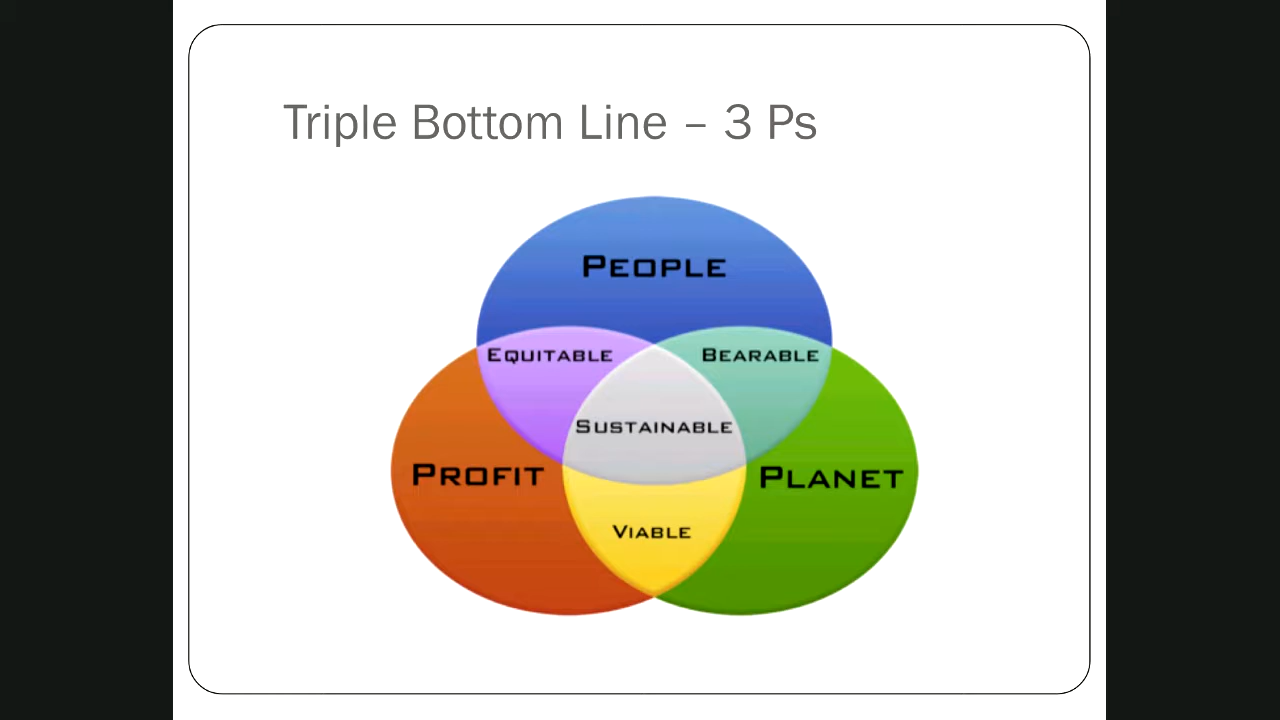 Triple Bottom Line – 3 Ps
PEOPLE
EQUITABLE
BEARABLE
SUSTAINABLE
PROFIT
PLANET
VIABLE